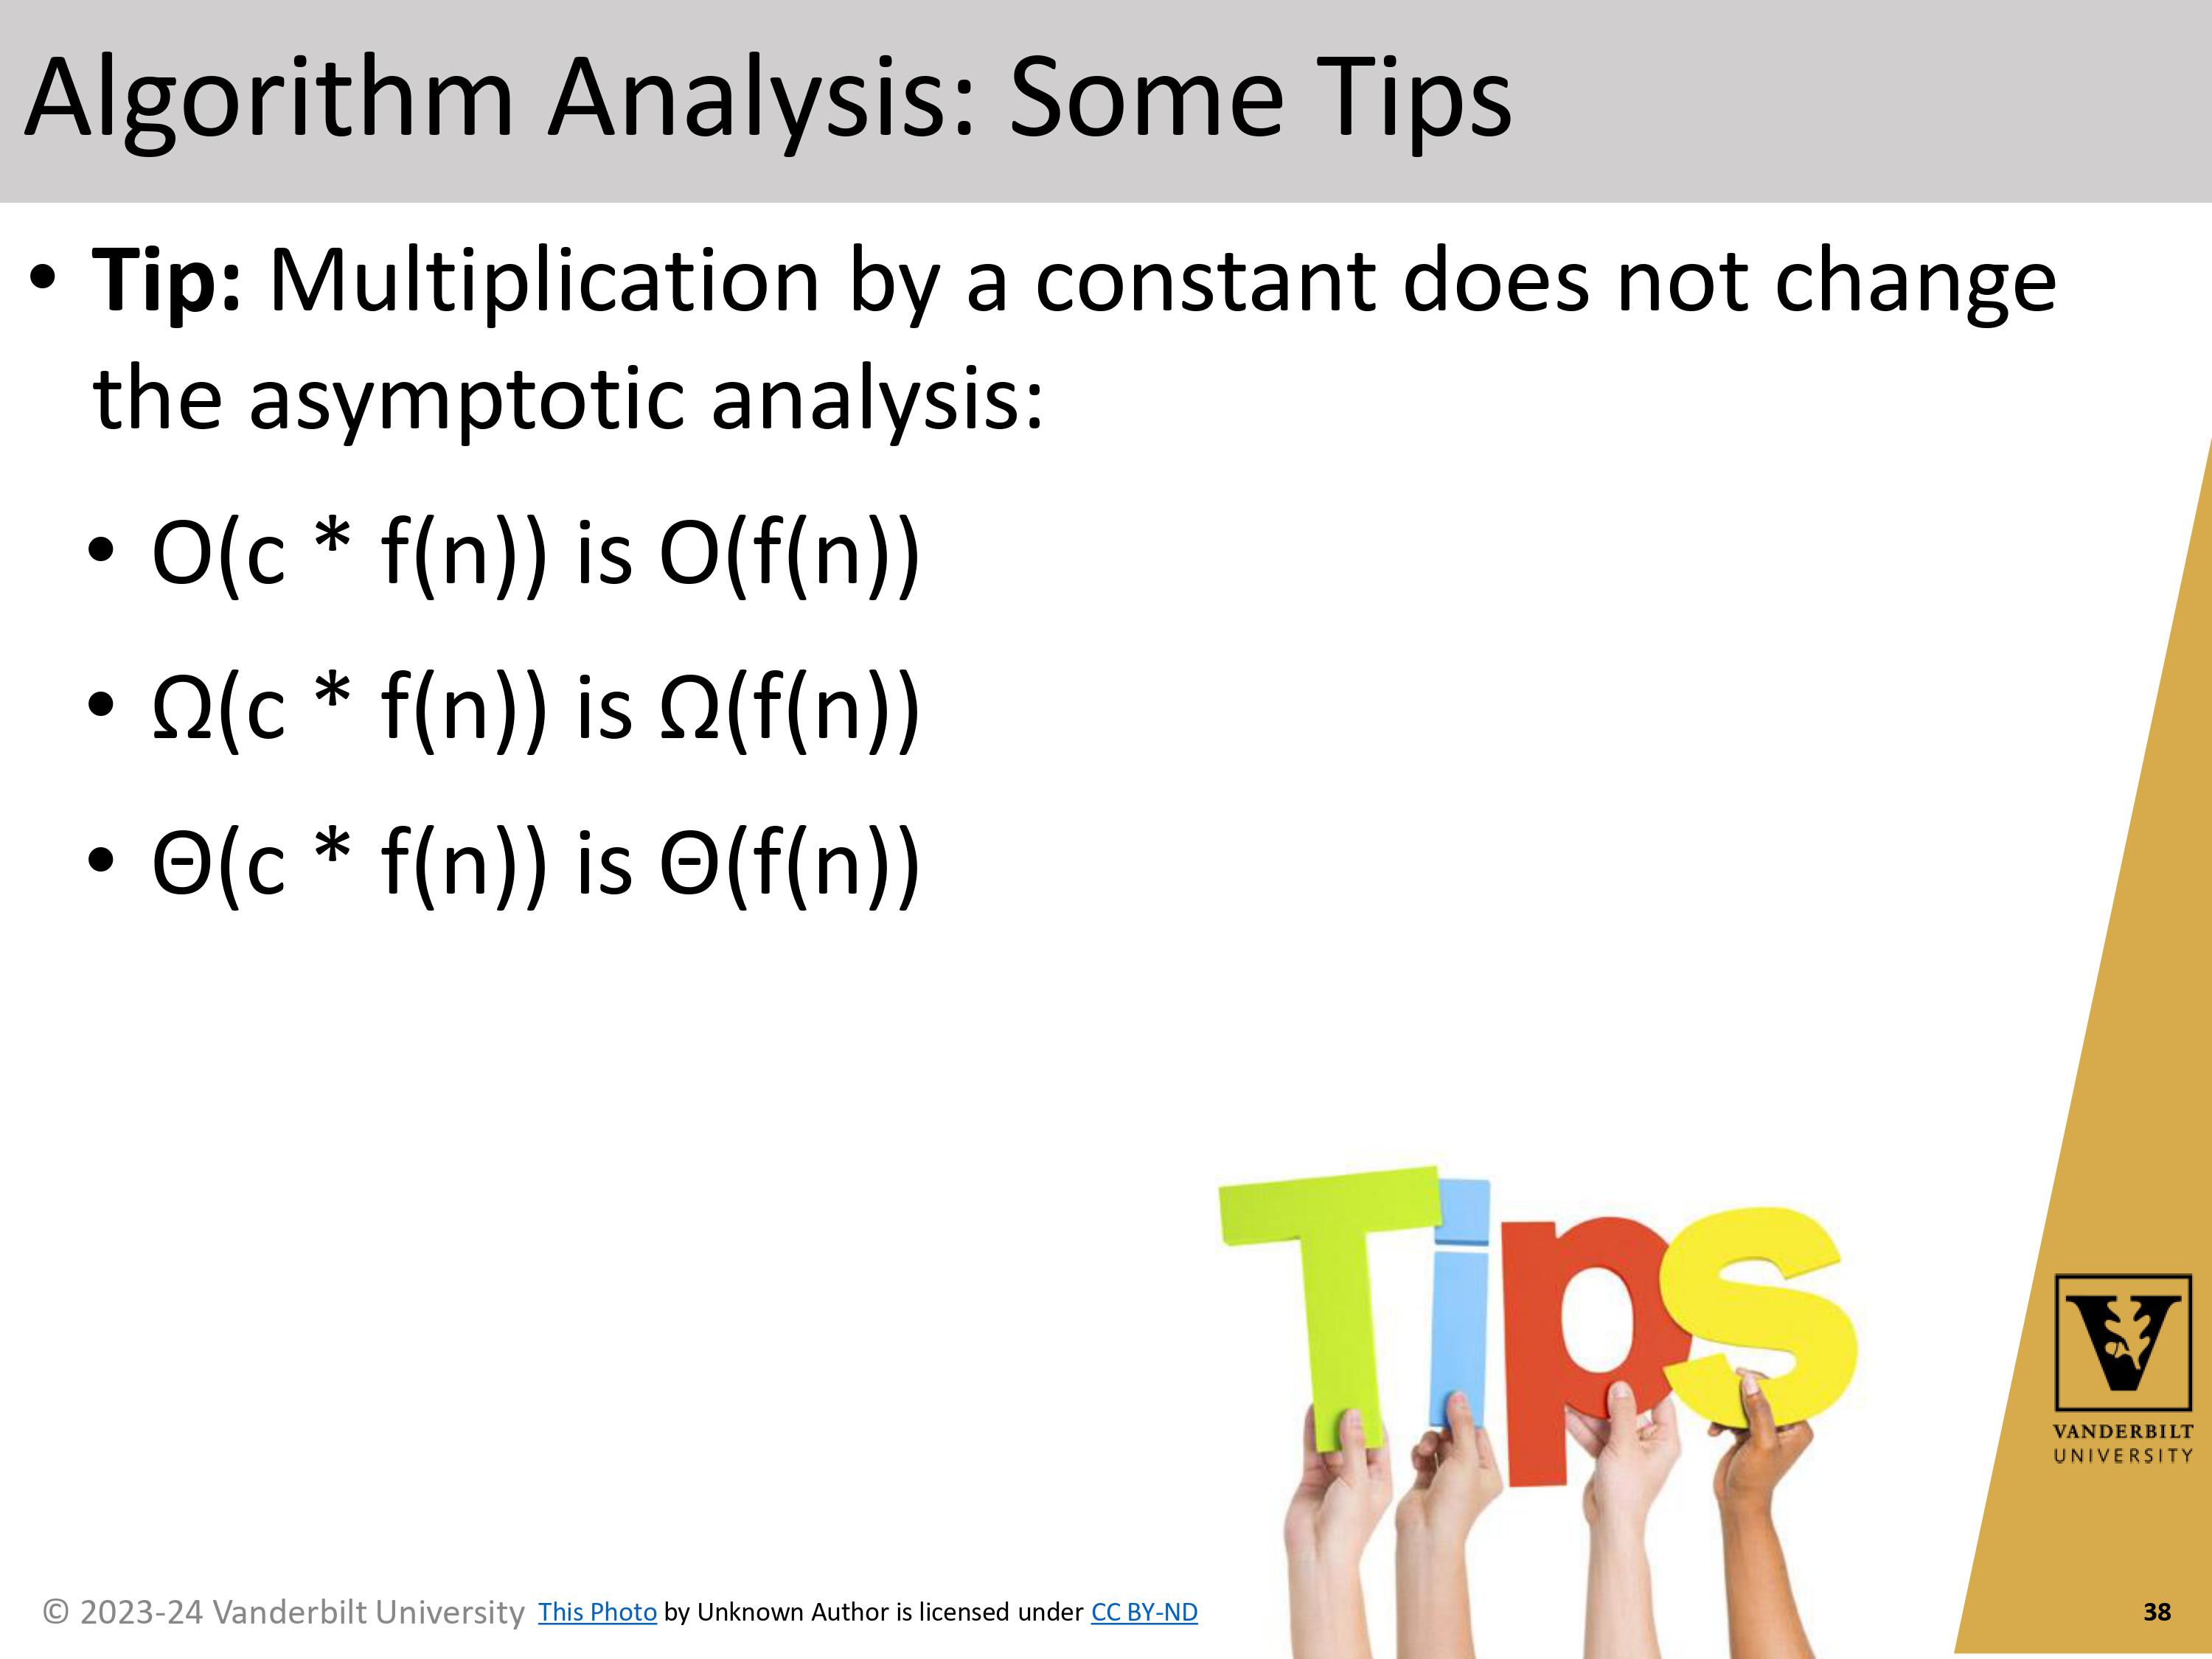 Algorithm Analysis: Some Tips
• Tip: Multiplication by a constant does not change
the asymptotic analysis:
• O(c * f(n)) is O(f(n))
• Ω(c * f(n)) is Ω(f(n))
• Θ(c * f(n)) is Θ(f(n))
Tips
V
VANDERBILT
UNIVERSITY
© 2023-24 Vanderbilt University This Photo by Unknown Author is licensed under CC BY-ND
38